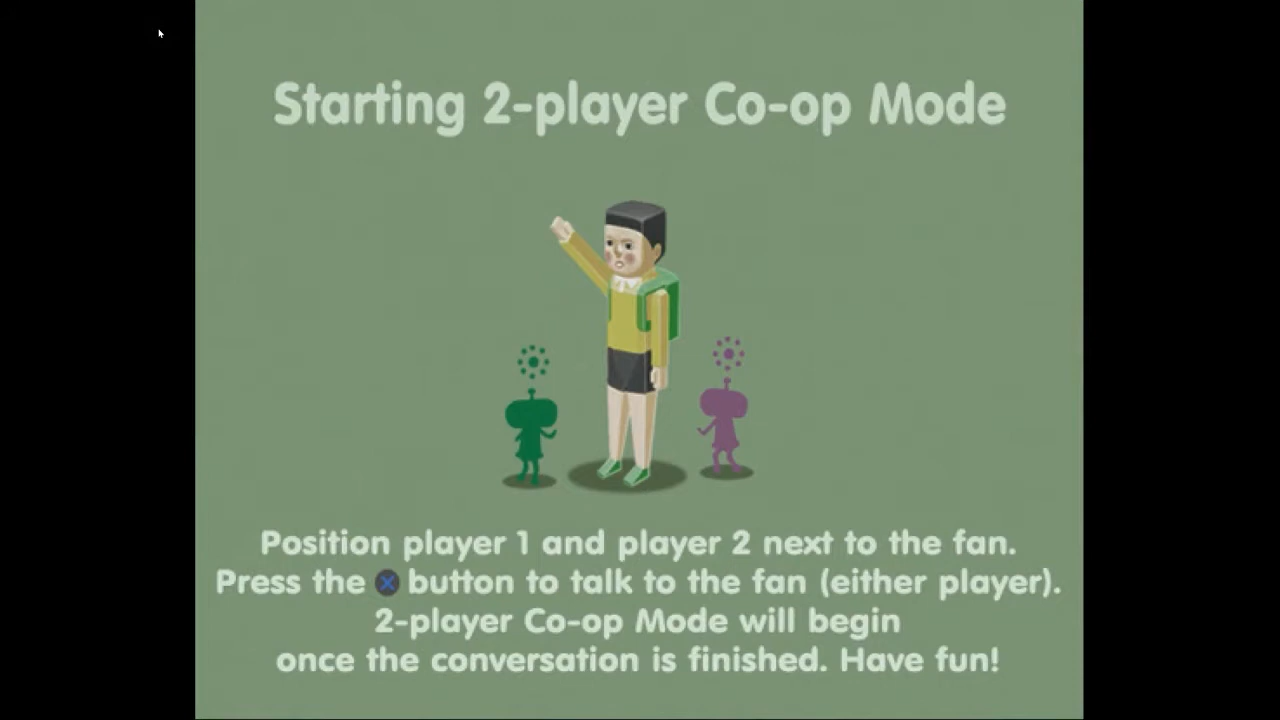 Starting 2-player Co-op Mode
Position player 1 and player 2 next to the fan.
Press the ⓧ button to talk to the fan (either player).
2-player Co-op Mode will begin
once the conversation is finished. Have fun!